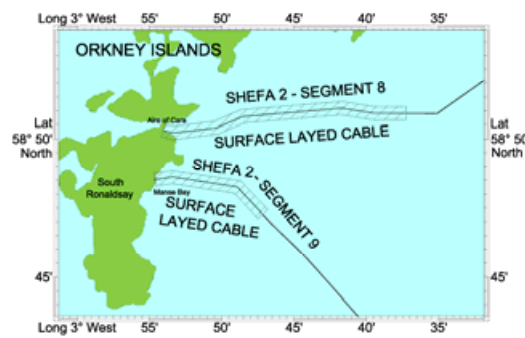 Long 3° West 55' 50' 45' 40' 35'
ORKNEY ISLANDS
SHEFA 2 - SEGMENT 8
Airs of Cara
SURFACE LAYED CABLE
Lat
58° 50'
North
Lat
50'
North
SHEFA 2- SEGMENT 9
South
Ronaldsay
Manse Bay
SURFACE
LAYED CABLE
45'
45'
Long 3° West 55' 50' 45' 40' 35'